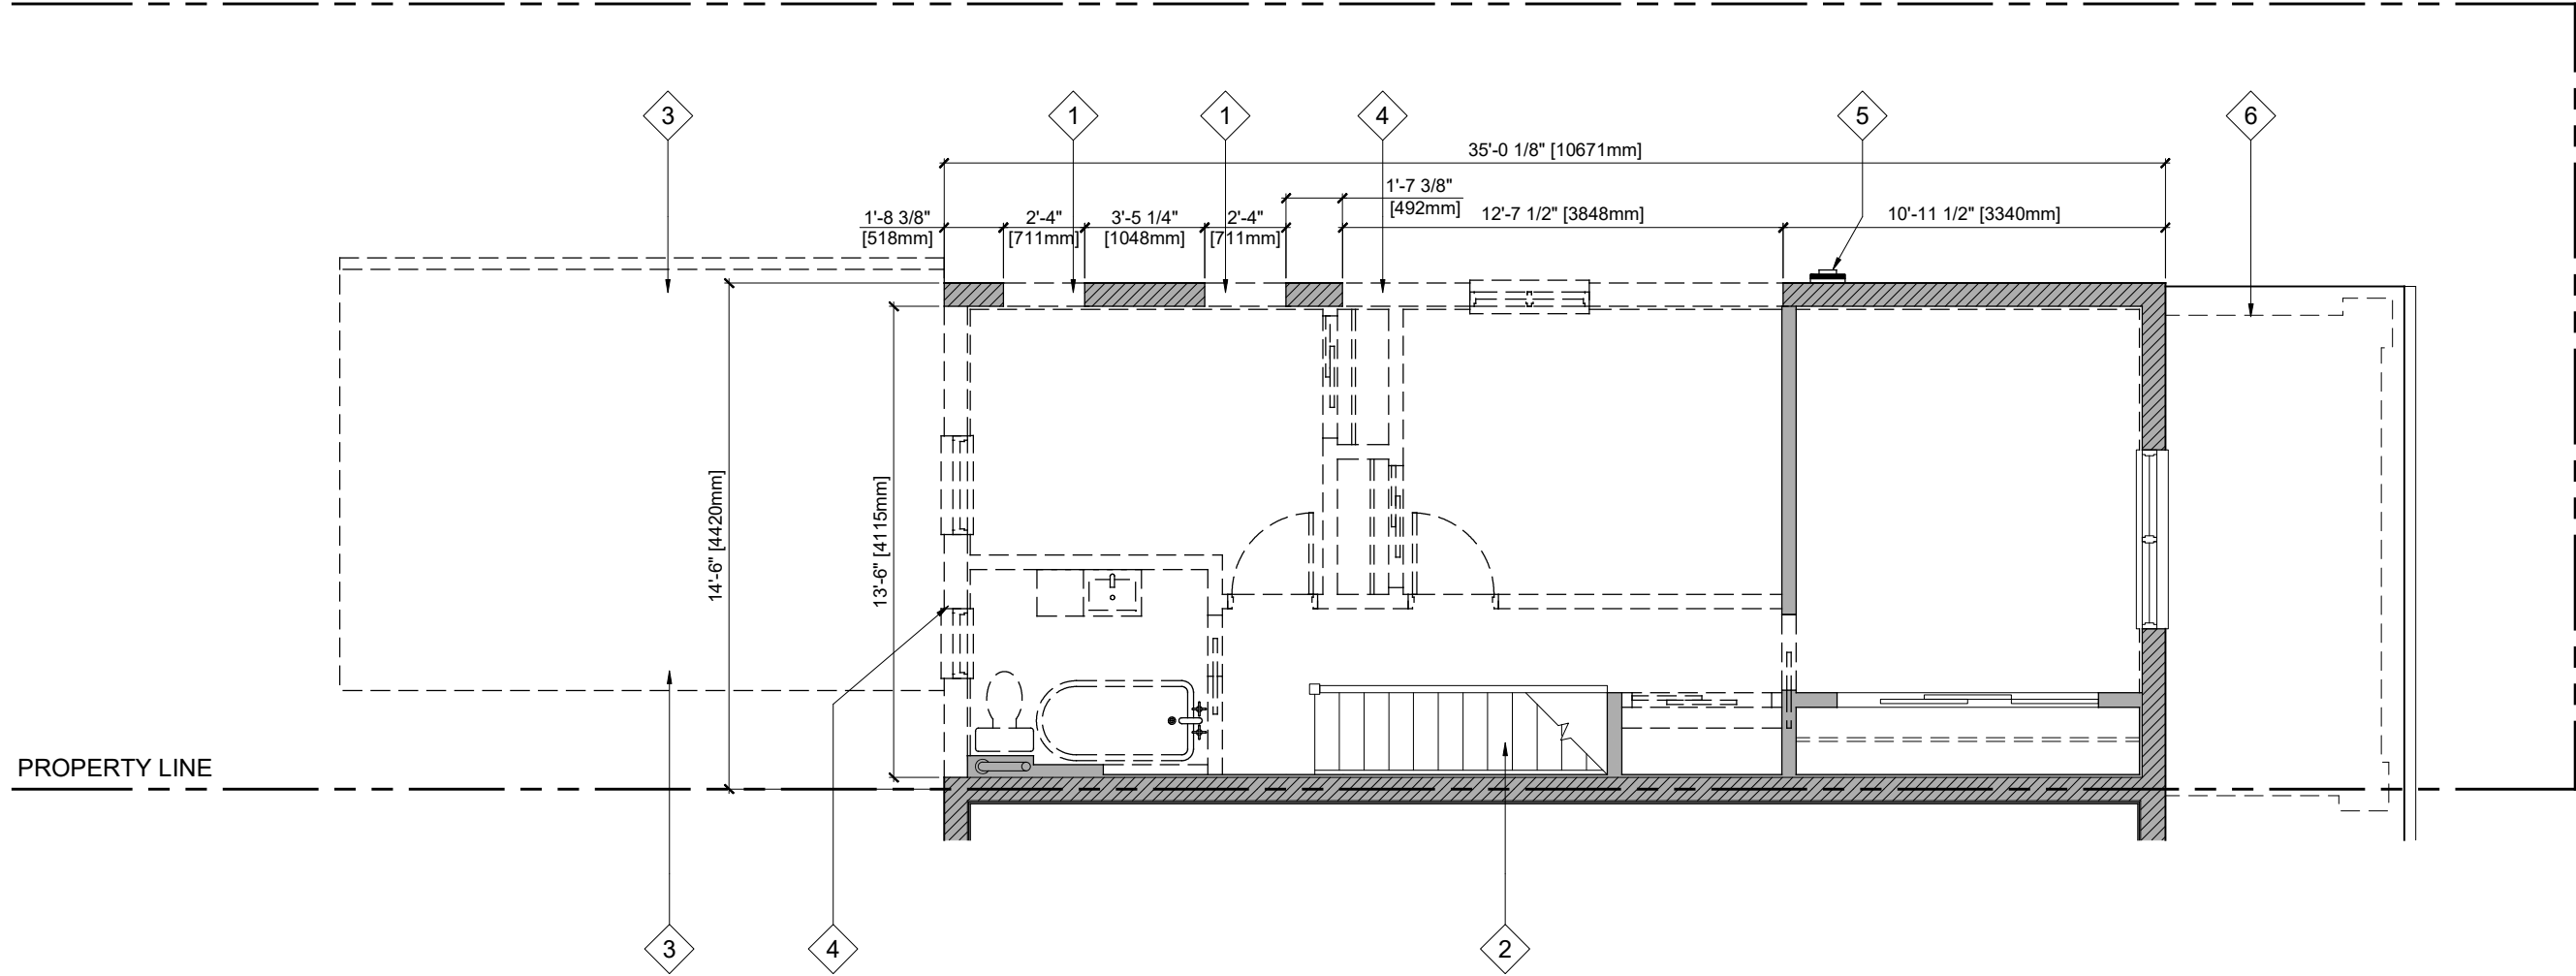 3
1
1
4
5
6
35'-0 1/8" [10671mm]
1'-8 3/8"
[518mm]
2'-4"
[711mm]
3'-5 1/4"
[1048mm]
2'-4"
[711mm]
1'-7 3/8"
[492mm]
12'-7 1/2" [3848mm]
10'-11 1/2" [3340mm]
14'-6" [4420mm]
13'-6" [4115mm]
PROPERTY LINE
3
4
2